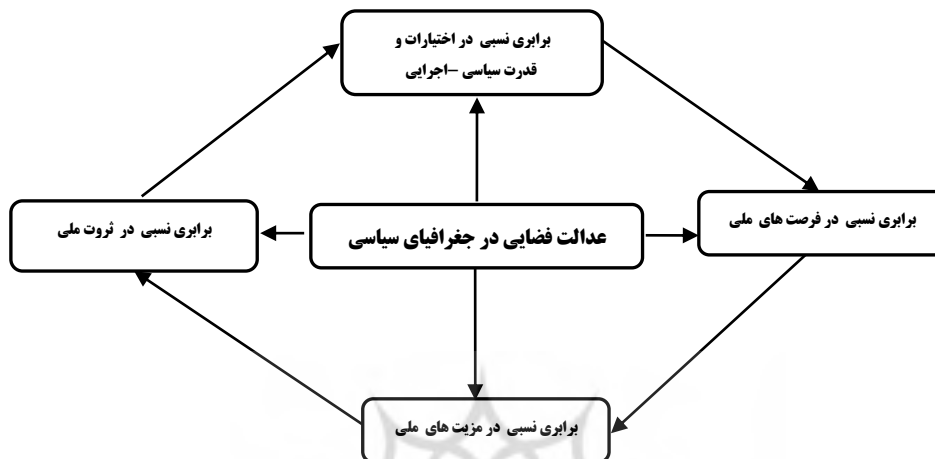 برابری نسبی در اختیارات و
قدرت سیاسی –اجرایی
برابری نسبی در فرصت های ملی
عدالت فضایی در جغرافیای سیاسی
برابری نسبی در ثروت ملی
برابری نسبی در مزیت های ملی